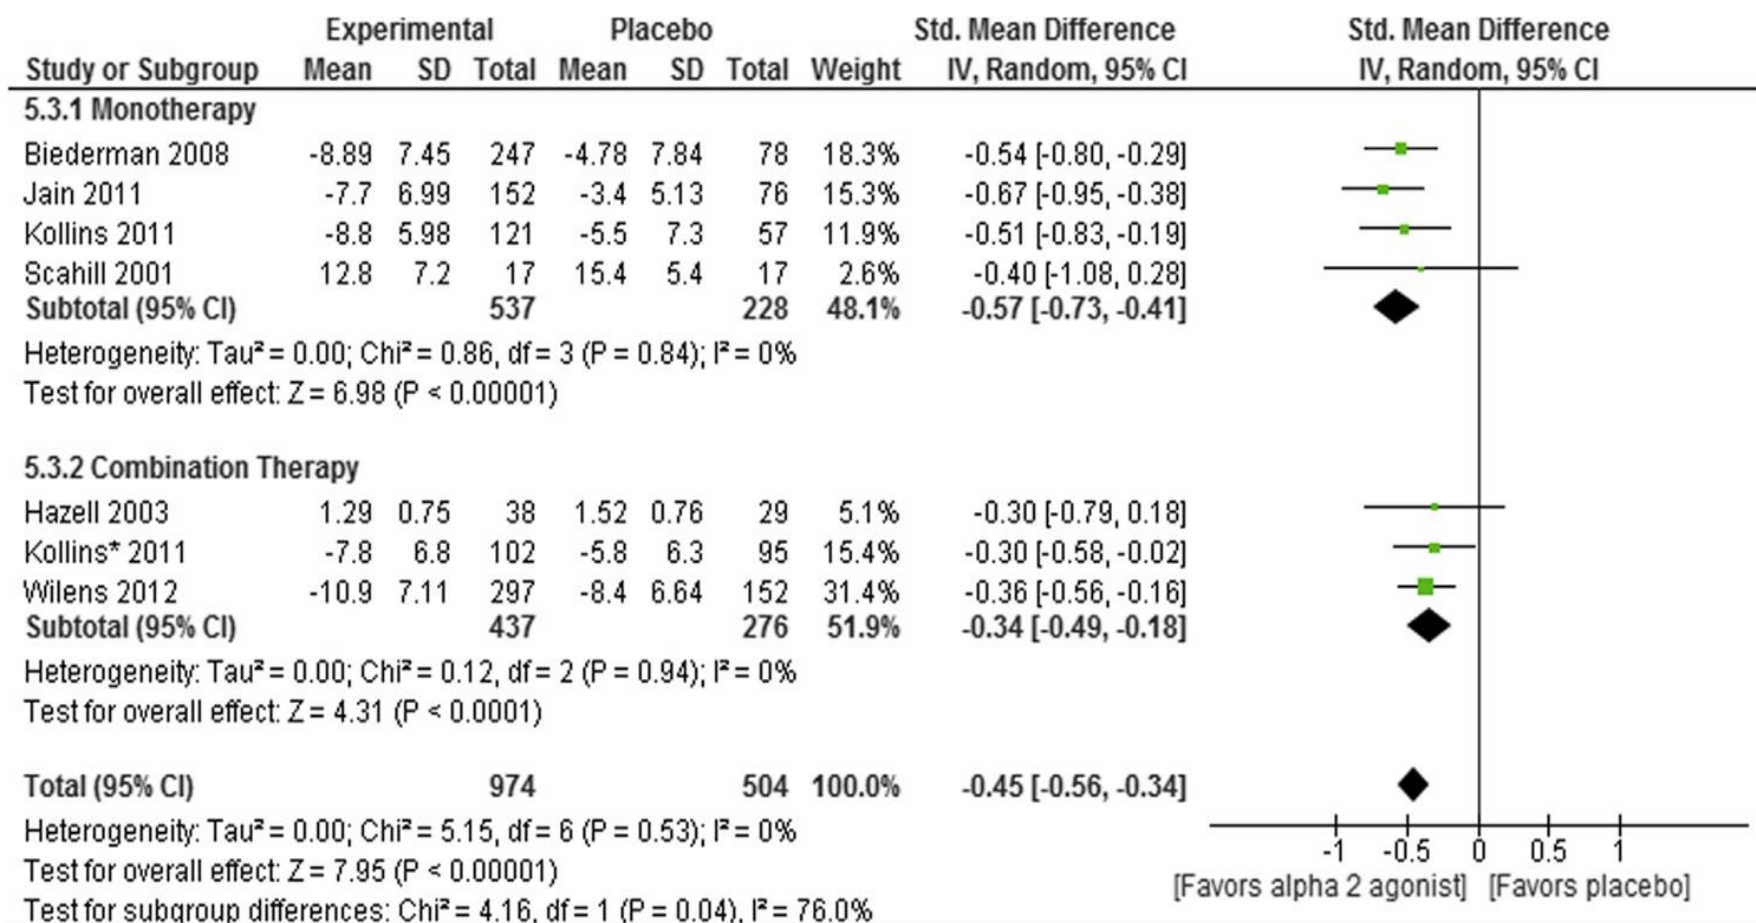 Experimental Placebo Std. Mean Difference Std. Mean Difference
Study or Subgroup Mean SD Total Mean SD Total Weight IV, Random, 95% CI IV, Random, 95% CI
5.3.1 Monotherapy
Biederman 2008 -8.89 7.45 247 -4.78 7.84 78 18.3% -0.54 [-0.80, -0.29]
Jain 2011 -7.7 6.99 152 -3.4 5.13 76 15.3% -0.67 [-0.95, -0.38]
Kollins 2011 -8.8 5.98 121 -5.5 7.3 57 11.9% -0.51 [-0.83, -0.19]
Scahill 2001 12.8 7.2 17 15.4 5.4 17 2.6% -0.40 [-1.08, 0.28]
Subtotal (95% CI) 537 228 48.1% -0.57 [-0.73, -0.41]
Heterogeneity: Tau² = 0.00; Chi² = 0.86, df = 3 (P = 0.84); I² = 0%
Test for overall effect: Z = 6.98 (P < 0.00001)
5.3.2 Combination Therapy
Hazell 2003 1.29 0.75 38 1.52 0.76 29 5.1% -0.30 [-0.79, 0.18]
Kollins* 2011 -7.8 6.8 102 -5.8 6.3 95 15.4% -0.30 [-0.58, -0.02]
Wilens 2012 -10.9 7.11 297 -8.4 6.64 152 31.4% -0.36 [-0.56, -0.16]
Subtotal (95% CI) 437 276 51.9% -0.34 [-0.49, -0.18]
Heterogeneity: Tau² = 0.00; Chi² = 0.12, df = 2 (P = 0.94); I² = 0%
Test for overall effect: Z = 4.31 (P < 0.0001)
Total (95% CI) 974 504 100.0% -0.45 [-0.56, -0.34]
Heterogeneity: Tau² = 0.00; Chi² = 5.15, df = 6 (P = 0.53); I² = 0%
-1 -0.5 0 0.5 1
Test for overall effect: Z = 7.95 (P < 0.00001)
[Favors alpha 2 agonist] [Favors placebo]
Test for subgroup differences: Chi² = 4.16, df = 1 (P = 0.04), I² = 76.0%